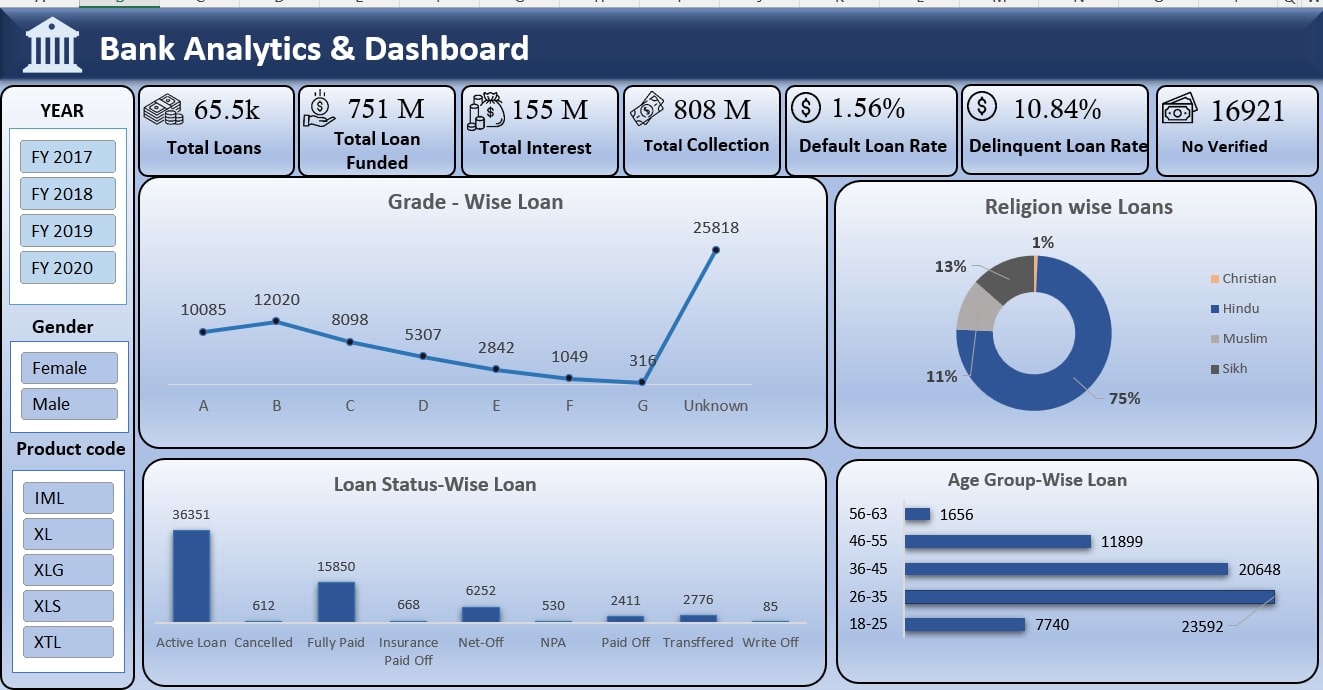 Bank Analytics & Dashboard
YEAR
FY 2017
FY 2018
FY 2019
FY 2020
Gender
Female
Male
Product code
IML
XL
XLG
XLS
XTL
65.5k
Total Loans
751 M
Total Loan
Funded
155 M
Total Interest
808 M
Total Collection
1.56%
Default Loan Rate
10.84%
Delinquent Loan Rate
16921
No Verified
Grade - Wise Loan
10085
12020
8098
5307
2842
1049
316
25818
A B C D E F G Unknown
Religion wise Loans
1%
13%
11%
75%
Christian
Hindu
Muslim
Sikh
Loan Status-Wise Loan
36351
612
15850
668
6252
530
2411
2776
85
Active Loan Cancelled Fully Paid Insurance Net-Off NPA Paid Off Transffered Write Off
Paid Off
Age Group-Wise Loan
56-63 1656
46-55 11899
36-45 20648
26-35 23592
18-25 7740